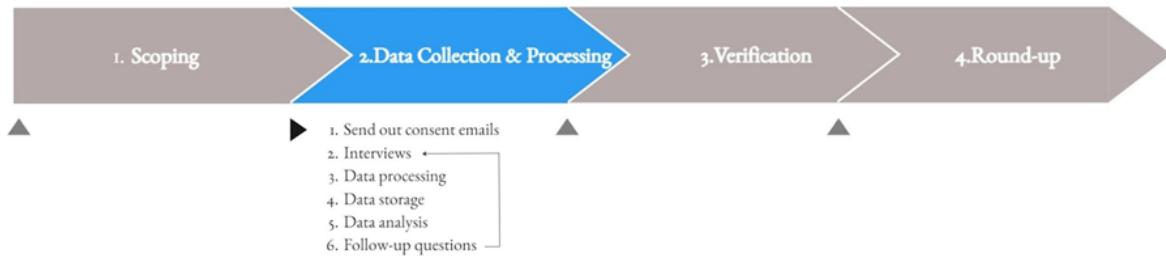 1. Scoping
2.Data Collection & Processing
3.Verification
4.Round-up
1. Send out consent emails
2. Interviews
3. Data processing
4. Data storage
5. Data analysis
6. Follow-up questions